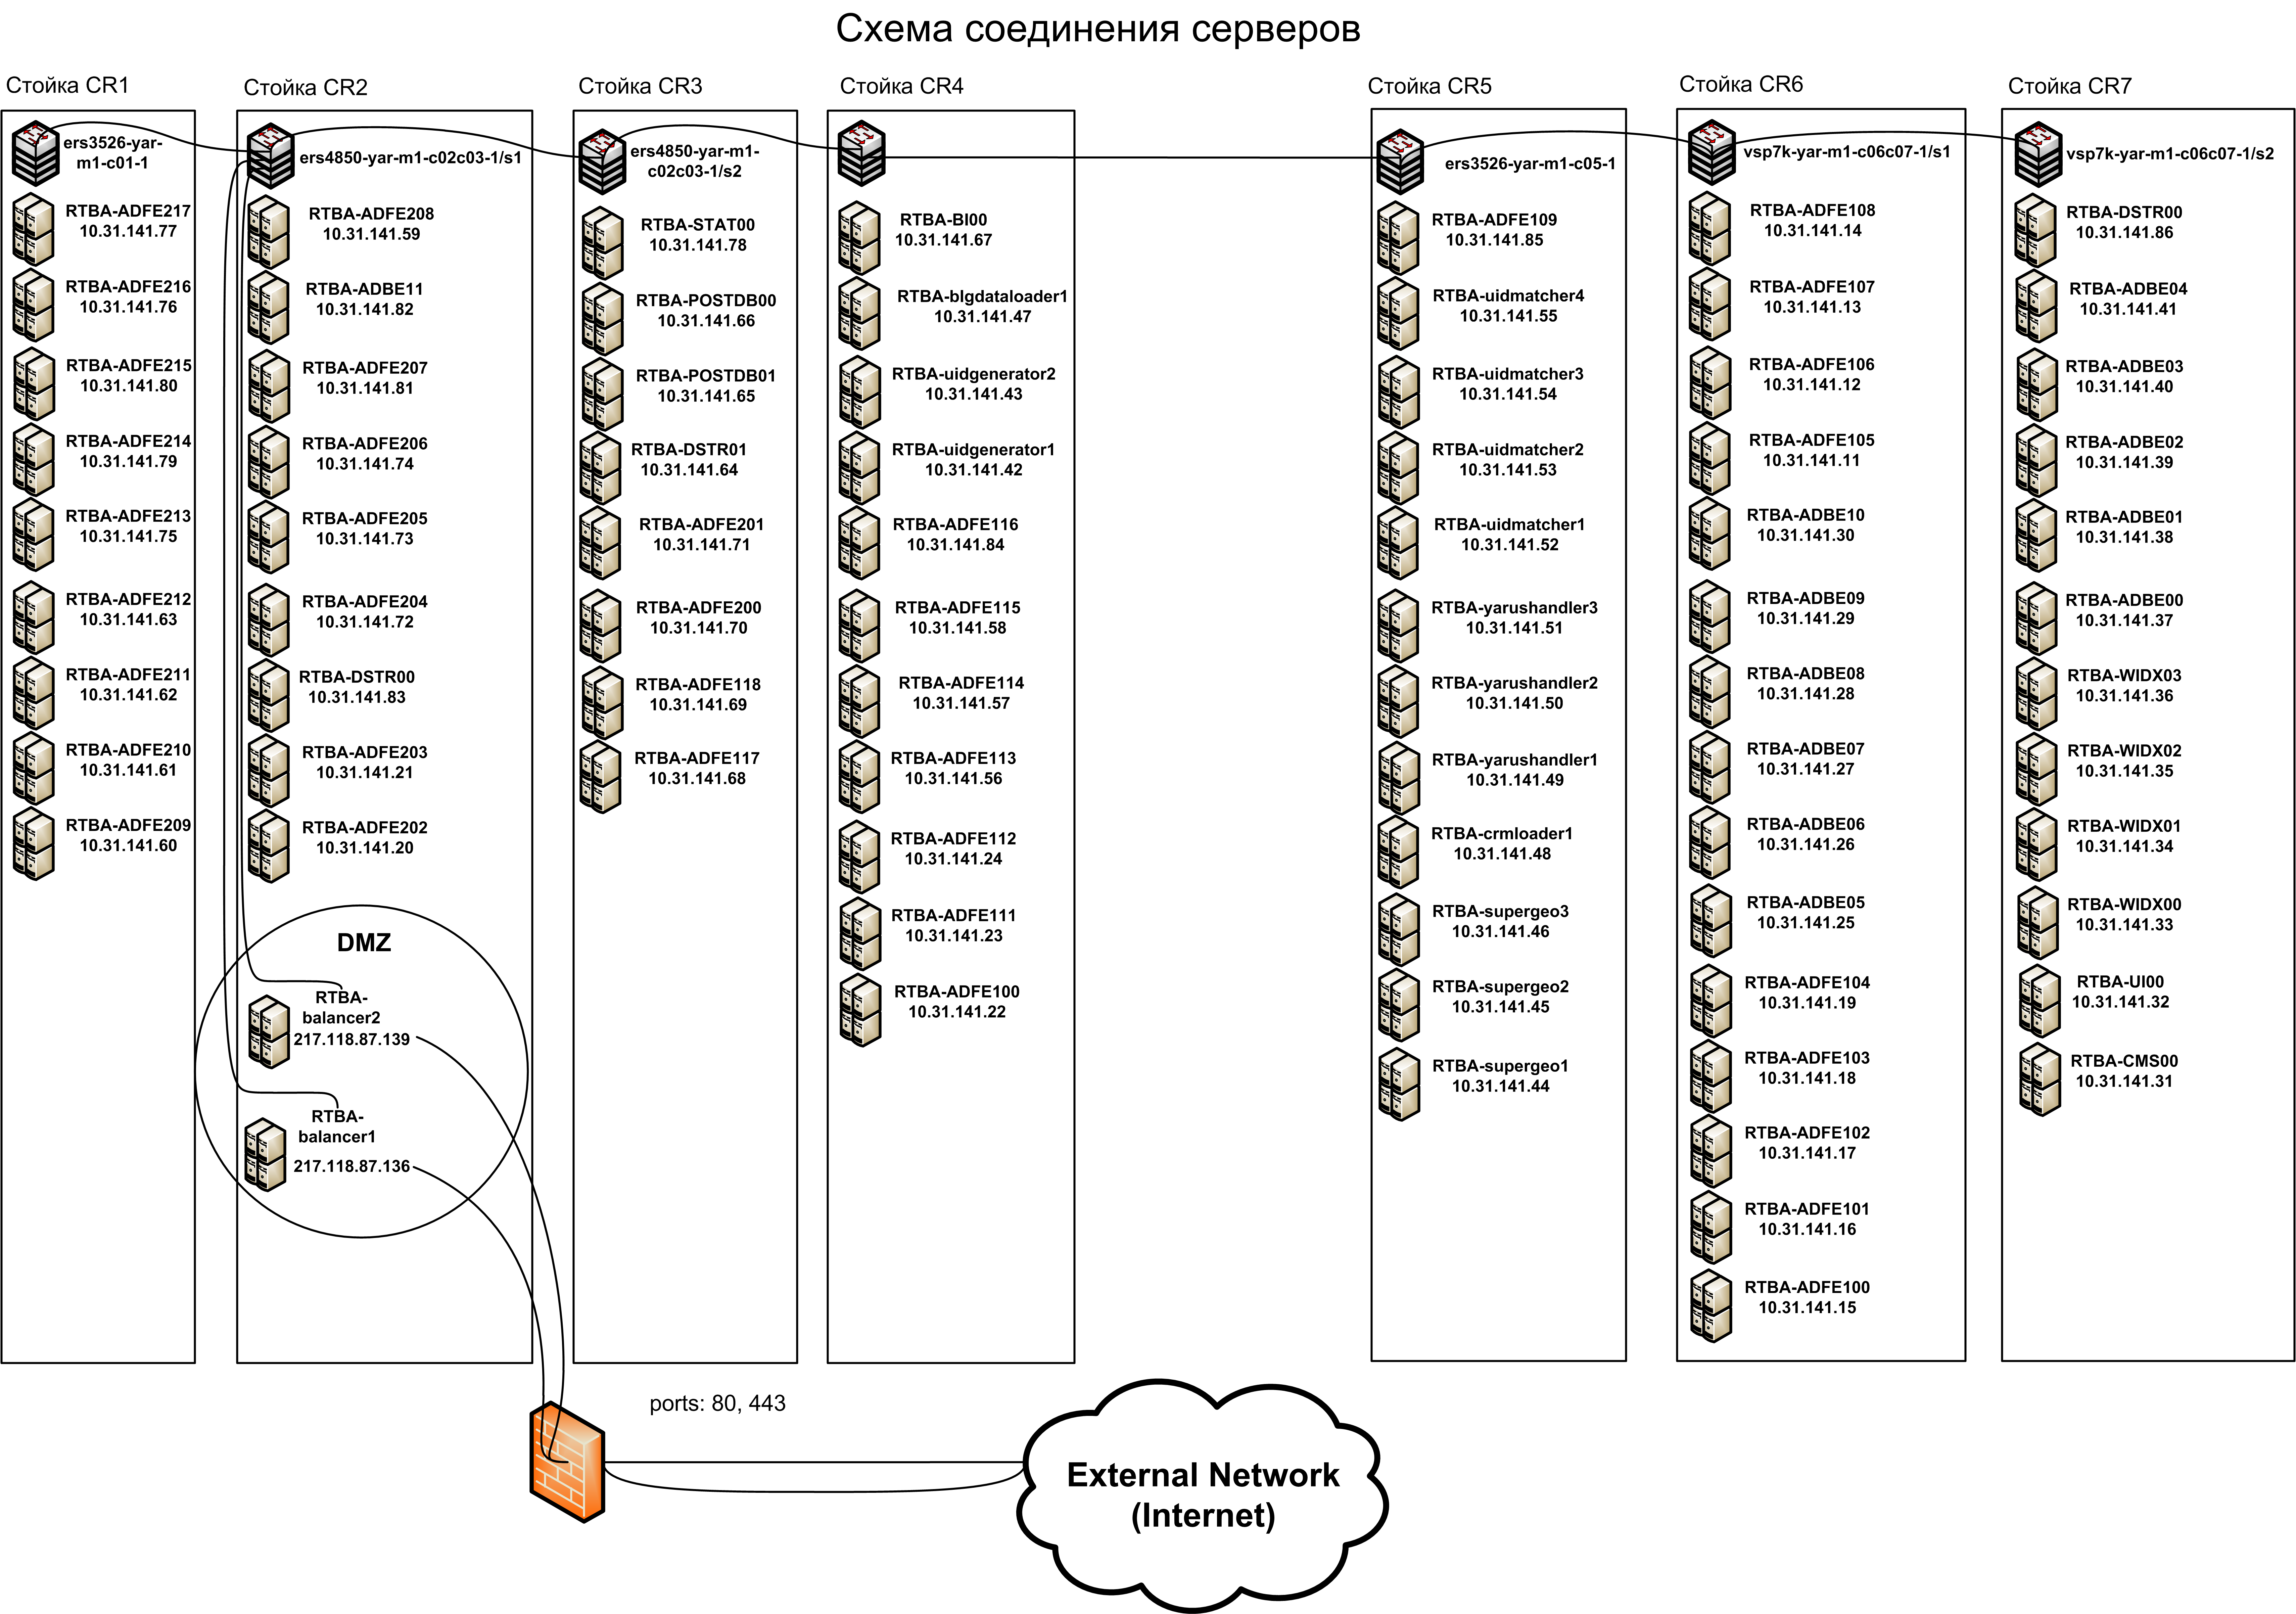 Схема соединения серверов
Стойка CR1
ers3526-yar-
m1-c01-1
RTBA-ADFE217
10.31.141.77
RTBA-ADFE216
10.31.141.76
RTBA-ADFE215
10.31.141.80
RTBA-ADFE214
10.31.141.79
RTBA-ADFE213
10.31.141.75
RTBA-ADFE212
10.31.141.63
RTBA-ADFE211
10.31.141.62
RTBA-ADFE210
10.31.141.61
RTBA-ADFE209
10.31.141.60
Стойка CR2
ers4850-yar-m1-c02c03-1/s1
RTBA-ADFE208
10.31.141.59
RTBA-ADBE11
10.31.141.82
RTBA-ADFE207
10.31.141.81
RTBA-ADFE206
10.31.141.74
RTBA-ADFE205
10.31.141.73
RTBA-ADFE204
10.31.141.72
RTBA-DSTR00
10.31.141.83
RTBA-ADFE203
10.31.141.21
RTBA-ADFE202
10.31.141.20
DMZ
RTBA-
balancer2
217.118.87.139
RTBA-
balancer1
217.118.87.136
Стойка CR3
ers4850-yar-m1-
c02c03-1/s2
RTBA-STAT00
10.31.141.78
RTBA-POSTDB00
10.31.141.66
RTBA-POSTDB01
10.31.141.65
RTBA-DSTR01
10.31.141.64
RTBA-ADFE201
10.31.141.71
RTBA-ADFE200
10.31.141.70
RTBA-ADFE118
10.31.141.69
RTBA-ADFE117
10.31.141.68
Стойка CR4
RTBA-BI00
10.31.141.67
RTBA-blgdataloader1
10.31.141.47
RTBA-uidgenerator2
10.31.141.43
RTBA-uidgenerator1
10.31.141.42
RTBA-ADFE116
10.31.141.84
RTBA-ADFE115
10.31.141.58
RTBA-ADFE114
10.31.141.57
RTBA-ADFE113
10.31.141.56
RTBA-ADFE112
10.31.141.24
RTBA-ADFE111
10.31.141.23
RTBA-ADFE100
10.31.141.22
Стойка CR5
ers3526-yar-m1-c05-1
RTBA-ADFE109
10.31.141.85
RTBA-uidmatcher4
10.31.141.55
RTBA-uidmatcher3
10.31.141.54
RTBA-uidmatcher2
10.31.141.53
RTBA-uidmatcher1
10.31.141.52
RTBA-yarushandler3
10.31.141.51
RTBA-yarushandler2
10.31.141.50
RTBA-yarushandler1
10.31.141.49
RTBA-crmloader1
10.31.141.48
RTBA-supergeo3
10.31.141.46
RTBA-supergeo2
10.31.141.45
RTBA-supergeo1
10.31.141.44
Стойка CR6
vsp7k-yar-m1-c06c07-1/s1
RTBA-ADFE108
10.31.141.14
RTBA-ADFE107
10.31.141.13
RTBA-ADFE106
10.31.141.12
RTBA-ADFE105
10.31.141.11
RTBA-ADBE10
10.31.141.30
RTBA-ADBE09
10.31.141.29
RTBA-ADBE08
10.31.141.28
RTBA-ADBE07
10.31.141.27
RTBA-ADBE06
10.31.141.26
RTBA-ADBE05
10.31.141.25
RTBA-ADFE104
10.31.141.19
RTBA-ADFE103
10.31.141.18
RTBA-ADFE102
10.31.141.17
RTBA-ADFE101
10.31.141.16
RTBA-ADFE100
10.31.141.15
Стойка CR7
vsp7k-yar-m1-c06c07-1/s2
RTBA-DSTR00
10.31.141.86
RTBA-ADBE04
10.31.141.41
RTBA-ADBE03
10.31.141.40
RTBA-ADBE02
10.31.141.39
RTBA-ADBE01
10.31.141.38
RTBA-ADBE00
10.31.141.37
RTBA-WIDX03
10.31.141.36
RTBA-WIDX02
10.31.141.35
RTBA-WIDX01
10.31.141.34
RTBA-WIDX00
10.31.141.33
RTBA-UI00
10.31.141.32
RTBA-CMS00
10.31.141.31
ports: 80, 443
External Network
(Internet)